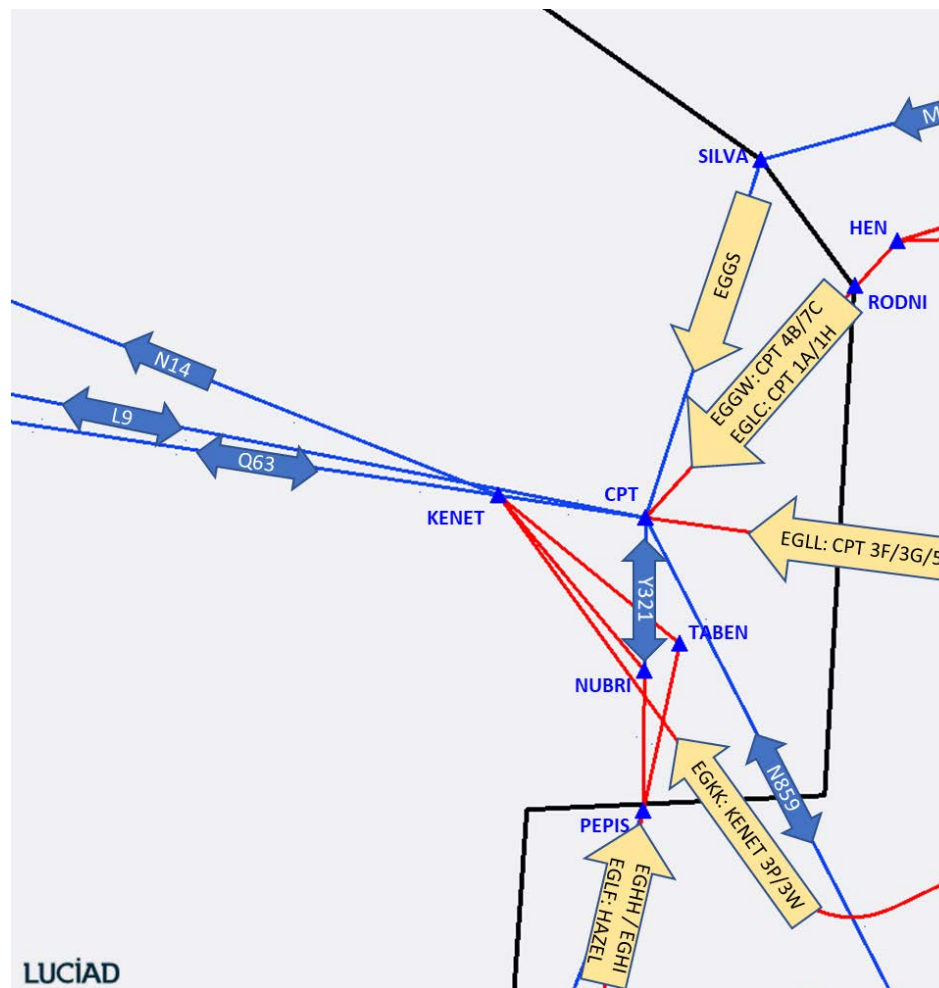 M
SILVA
HEN
EGGS
RODNI
EGGW: CPT 4B/7C
EGLC: CPT 1A/1H
N14
L9
Q63
CPT
KENET
EGLL: CPT 3F/3G/5
Y321
TABEN
NUBRI
EGKK: KENET 3P/3W
N859
PEPIS
EGHH / EGHI
EGLF: HAZEL
LUCIAD